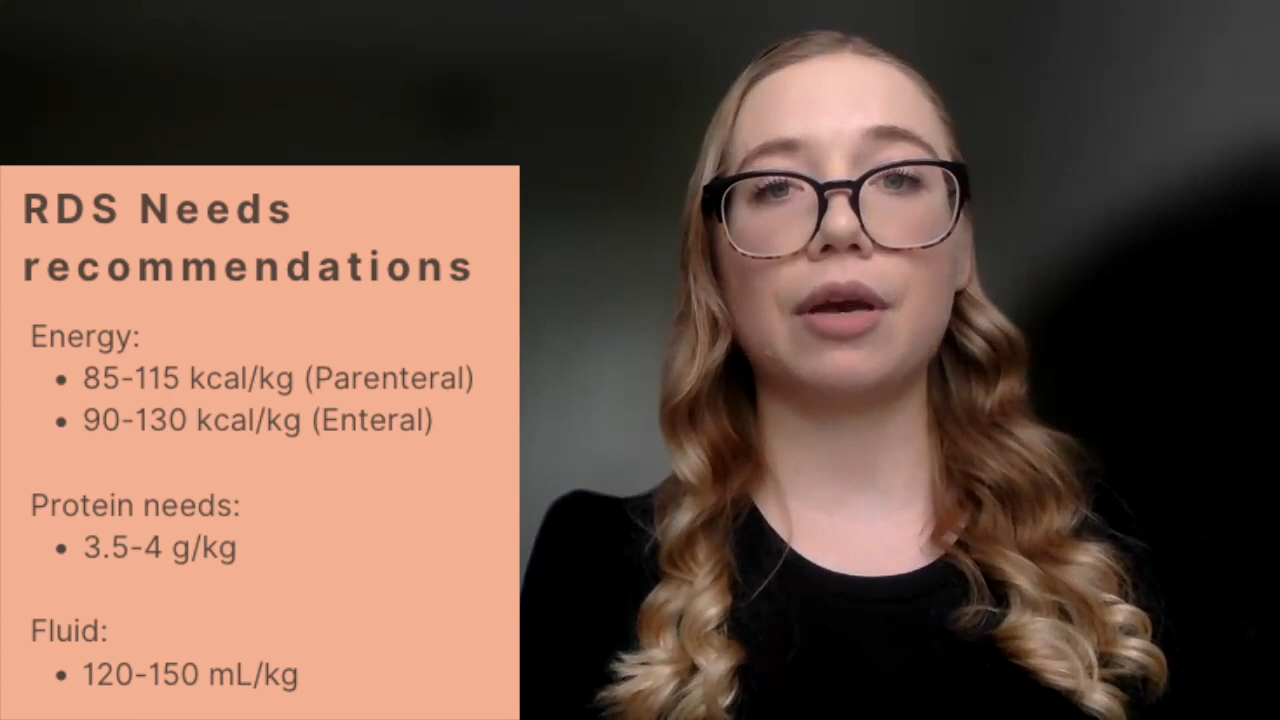 RDS Needs
recommendations
Energy:
• 85-115 kcal/kg (Parenteral)
• 90-130 kcal/kg (Enteral)
Protein needs:
• 3.5-4 g/kg
Fluid:
• 120-150 mL/kg